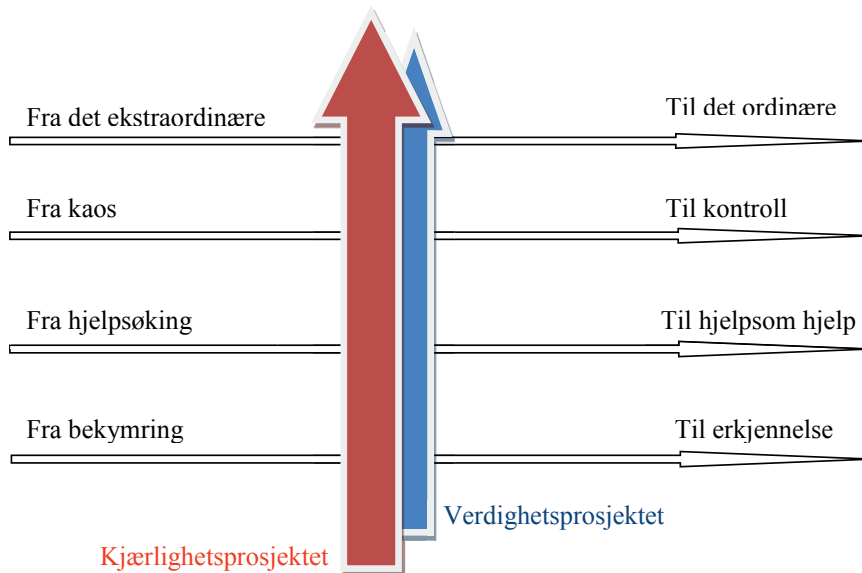 Fra det ekstraordinære
Til det ordinære
Fra kaos
Til kontroll
Fra hjelpsøking
Til hjelpsom hjelp
Fra bekymring
Til erkjennelse
Verdighetsprosjektet
Kjærlighetsprosjektet